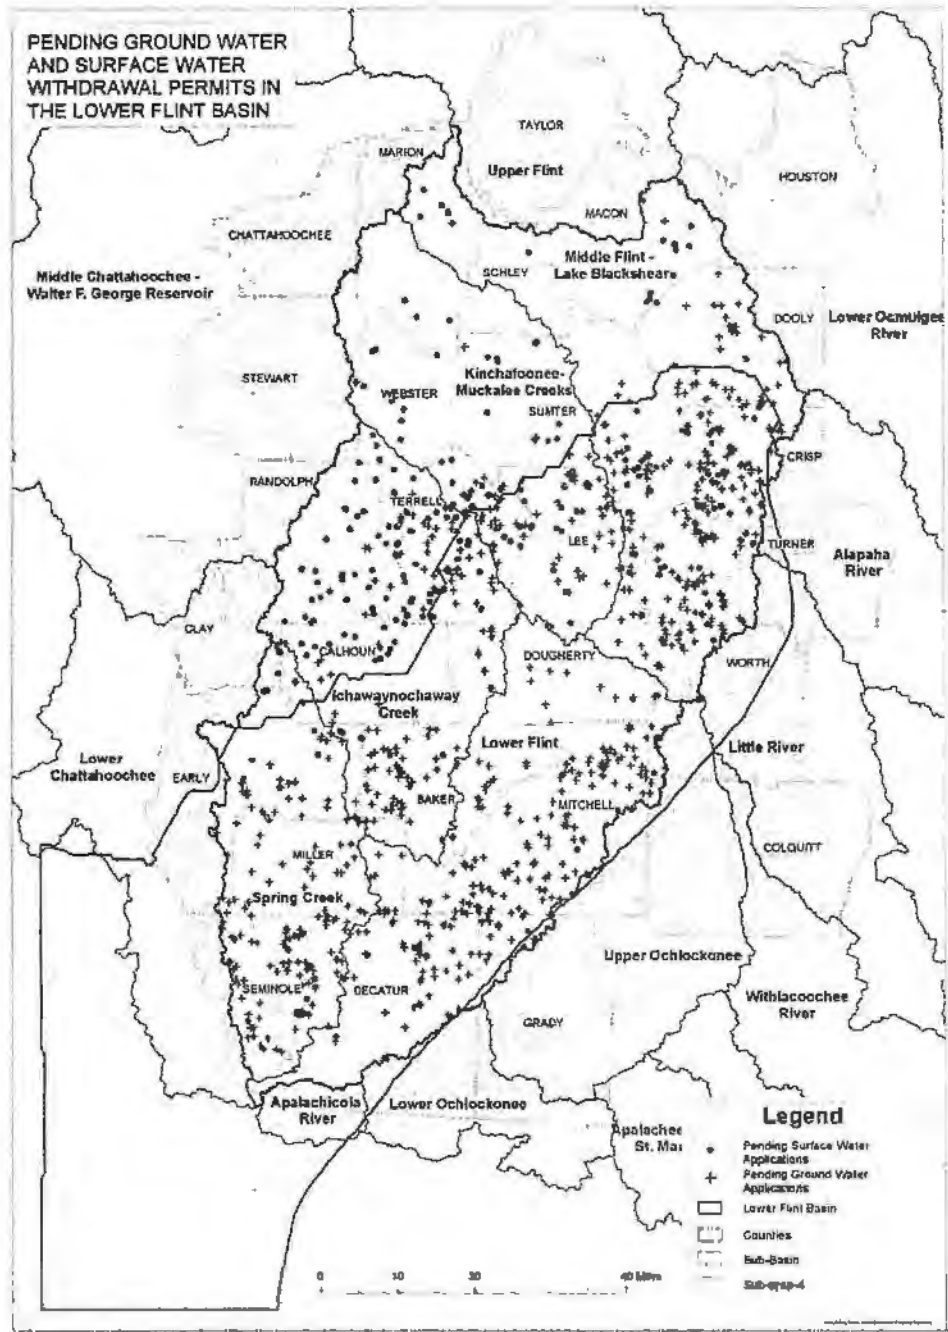 PENDING GROUND WATER
AND SURFACE WATER
WITHDRAWAL PERMITS IN
THE LOWER FLINT BASIN
TAYLOR
MARION
Upper Flint
HOUSTON
MACON
CHATTAHOOCHEE
Middle Flint -
Lake Blackshear
SCHLEY
Middle Chattahoochee -
Walter F. George Reservoir
DOOLY
Lower Ocmulgee
River
STEWART
Kinchafoonee-
Muckalee Creeks
WEBSTER
SUMTER
CRISP
RANDOLPH
TERRELL
LEE
TURNER
Alapaha
River
CLAY
CALHOUN
DOUGHERTY
WORTH
Ichawaynochaway
Creek
Lower Flint
Little River
Lower
Chattahoochee
EARLY
BAKER
MITCHELL
MILLER
COLQUITT
Spring Creek
Upper Ochlockonee
SEMINOLE
DECATUR
Withlacoochee
River
GRADY
Apalachicola
River
Lower Ochlockonee
Apalachee
St. Mar
Legend
Pending Surface Water
Applications
Pending Ground Water
Applications
Lower Flint Basin
Counties
Sub-Basin
0 10 20 40 Miles